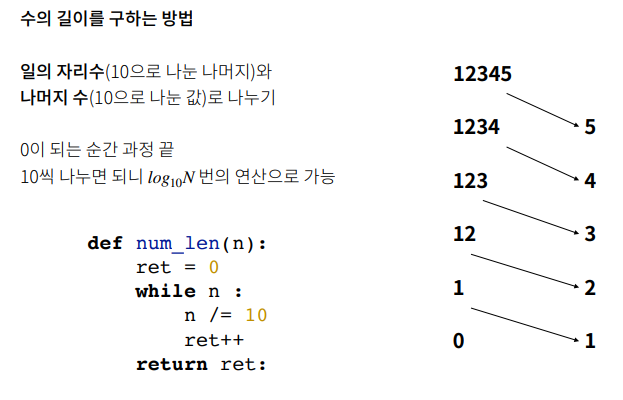 수의 길이를 구하는 방법
일의 자리수(10으로 나눈 나머지)와
나머지 수(10으로 나눈 값)로 나누기
0이 되는 순간 과정 끝
10씩 나누면 되니 log₁₀N 번의 연산으로 가능
def num_len(n):
    ret = 0
    while n :
        n /= 10
        ret++
    return ret:
12345
1234 5
123 4
12 3
1 2
0 1